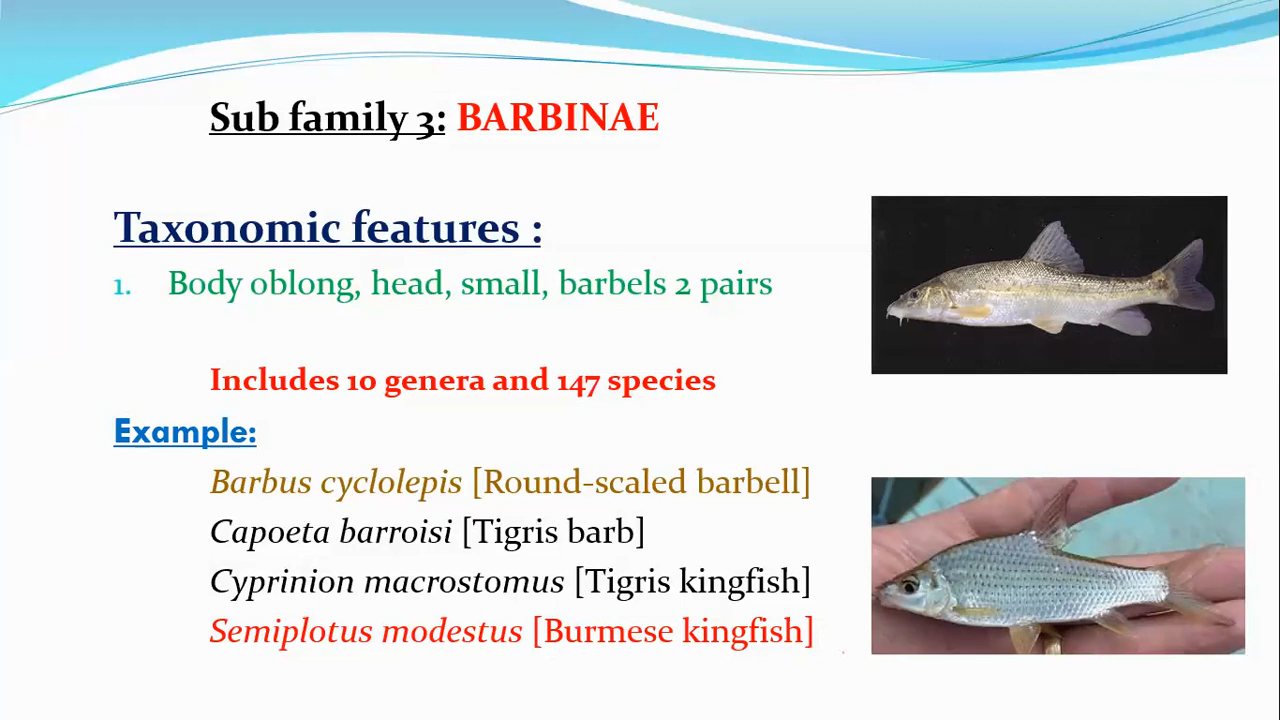 Sub family 3: BARBINAE
Taxonomic features :
1. Body oblong, head, small, barbels 2 pairs
Includes 10 genera and 147 species
Example:
Barbus cyclolepis [Round-scaled barbell]
Capoeta barroisi [Tigris barb]
Cyprinion macrostomus [Tigris kingfish]
Semiplotus modestus [Burmese kingfish]